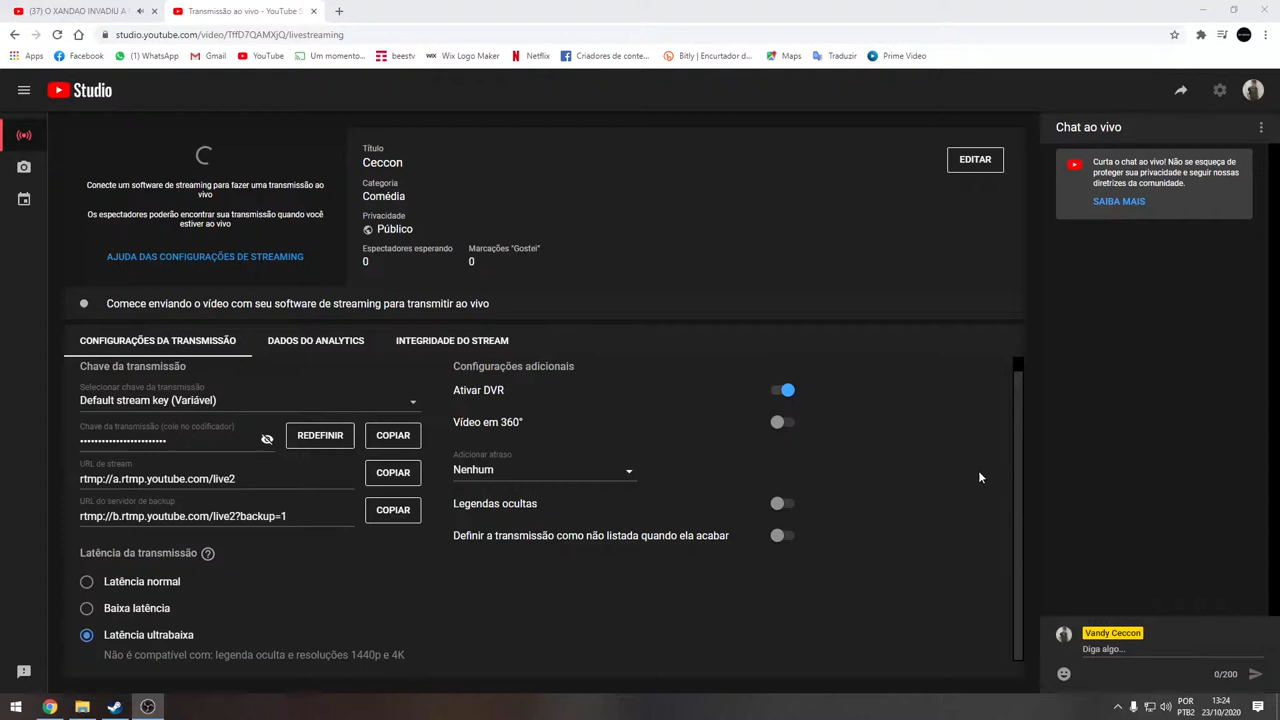 (37) O XANDAO INVADIU A
Transmissão ao vivo - YouTube S
studio.youtube.com/video/TffD7QAMXjQ/livestreaming
Apps
Facebook
(1) WhatsApp
Gmail
YouTube
Um momento...
beestv
WIX Logo Maker
Netflix
Criadores de conte...
Bitly | Encurtador d...
Maps
Traduzir
Prime Video
Studio
Conecte um software de streaming para fazer uma transmissão ao
vivo
Os espectadores poderão encontrar sua transmissão quando você
estiver ao vivo
AJUDA DAS CONFIGURAÇÕES DE STREAMING
Título
Ceccon
Categoria
Comédia
Privacidade
Público
Espectadores esperando
0
Marcações "Gostei"
0
EDITAR
Comece enviando o vídeo com seu software de streaming para transmitir ao vivo
CONFIGURAÇÕES DA TRANSMISSÃO
DADOS DO ANALYTICS
INTEGRIDADE DO STREAM
Chave da transmissão
Selecionar chave da transmissão
Default stream key (Variável)
Chave da transmissão (cole no codificador)
••••••••••••••••••••••••
REDEFINIR
COPIAR
URL de stream
rtmp://a.rtmp.youtube.com/live2
COPIAR
URL do servidor de backup
rtmp://b.rtmp.youtube.com/live2?backup=1
COPIAR
Latência da transmissão
Latência normal
Baixa latência
Latência ultrabaixa
Não é compatível com: legenda oculta e resoluções 1440p e 4K
Configurações adicionais
Ativar DVR
Vídeo em 360°
Adicionar atraso
Nenhum
Legendas ocultas
Definir a transmissão como não listada quando ela acabar
Chat ao vivo
Curta o chat ao vivo! Não se esqueça de
proteger sua privacidade e seguir nossas
diretrizes da comunidade.
SAIBA MAIS
Vandy Ceccon
Diga algo...
0/200
POR
PTB2
13:24
23/10/2020